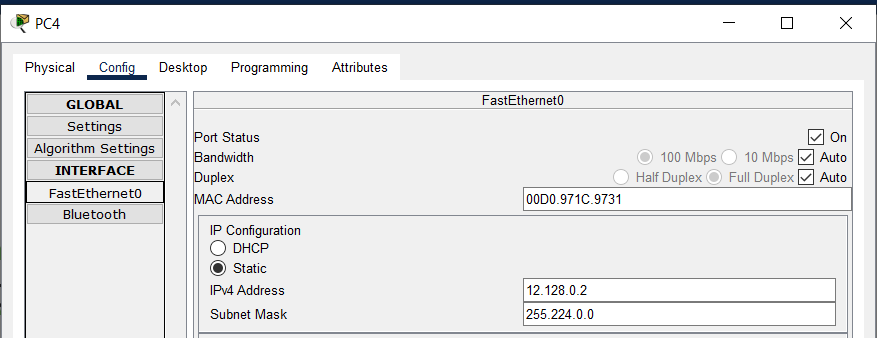 PC4
Physical Config Desktop Programming Attributes
GLOBAL
Settings
Algorithm Settings
INTERFACE
FastEthernet0
Bluetooth
FastEthernet0
Port Status On
Bandwidth 100 Mbps 10 Mbps Auto
Duplex Half Duplex Full Duplex Auto
MAC Address 00D0.971C.9731
IP Configuration
DHCP
Static
IPv4 Address 12.128.0.2
Subnet Mask 255.224.0.0